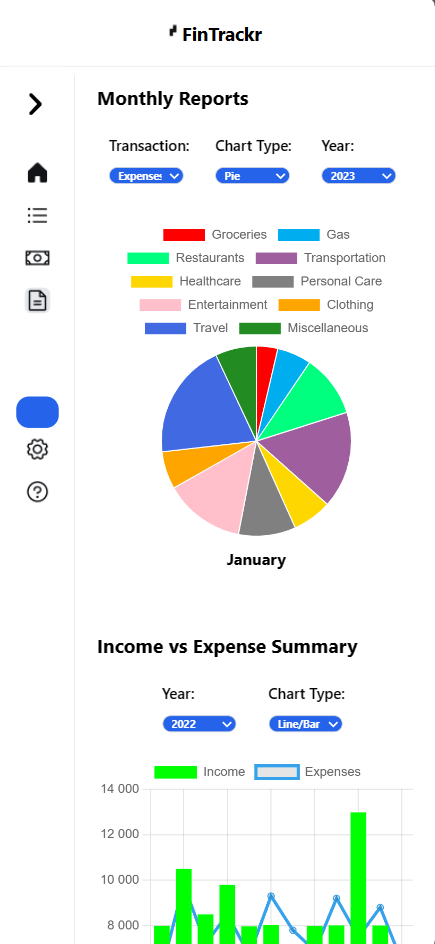 FinTrackr
Monthly Reports
Transaction: Chart Type: Year:
Expenses Pie 2023
Groceries Gas
Restaurants Transportation
Healthcare Personal Care
Entertainment Clothing
Travel Miscellaneous
January
Income vs Expense Summary
Year: Chart Type:
2022 Line/Bar
Income Expenses
14 000
12 000
10 000
8 000